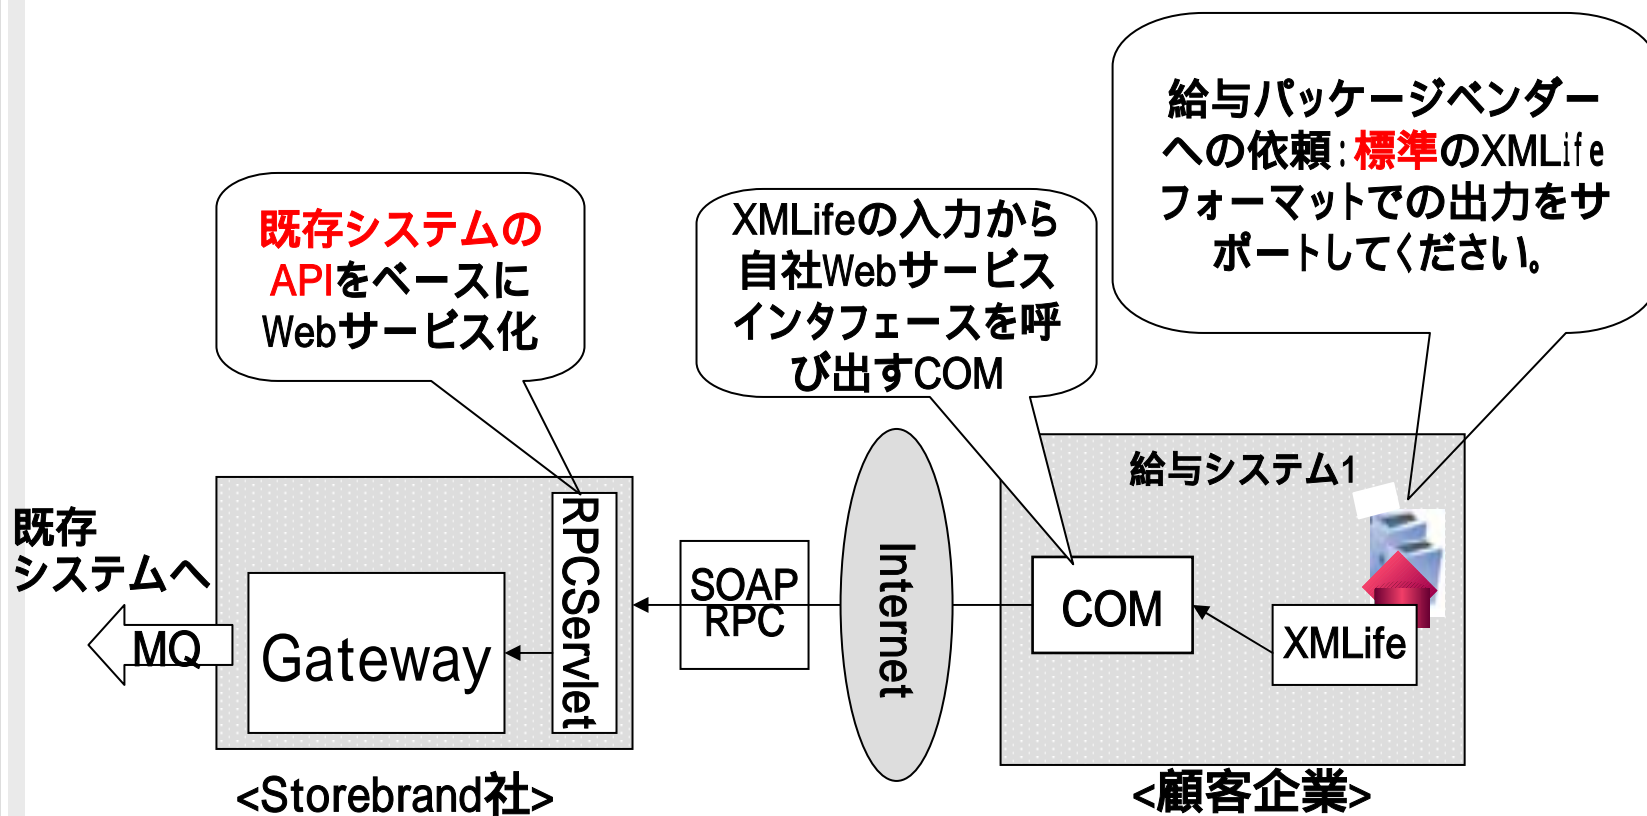 給与パッケージベンダー
への依頼:標準のXMLife
フォーマットでの出力をサ
ポートしてください。
既存システムの
APIをベースに
Webサービス化
XMLifeの入力から
自社Webサービス
インタフェースを呼
び出すCOM
給与システム1
既存
システムへ
MQ
Gateway
RPCServlet
SOAP
RPC
Internet
COM
XMLife
<Storebrand社>
<顧客企業>